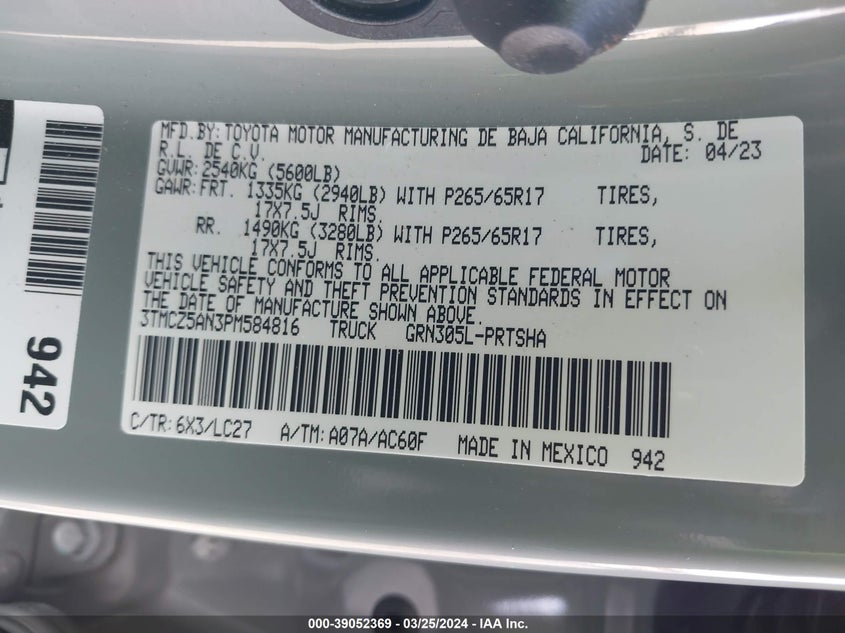 MFD.BY: TOYOTA MOTOR MANUFACTURING DE BAJA CALIFORNIA, S. DE
R.L. DE C.V. DATE: 04/23
GVWR: 2540KG (5600LB)
GAWR: FRT. 1335KG (2940LB) WITH P265/65R17 TIRES,
17X7.5J RIMS.
RR. 1490KG (3280LB) WITH P265/65R17 TIRES,
17X7.5J RIMS.
THIS VEHICLE CONFORMS TO ALL APPLICABLE FEDERAL MOTOR
VEHICLE SAFETY AND THEFT PREVENTION STANDARDS IN EFFECT ON
THE DATE OF MANUFACTURE SHOWN ABOVE.
3TMCZ5AN3PM584816 TRUCK GRN305L-PRTSHA
C/TR: 6X3/LC27 A/TM: A07A/AC60F MADE IN MEXICO 942
942
000-39052369 / 03/25/2024 - IAA Inc.